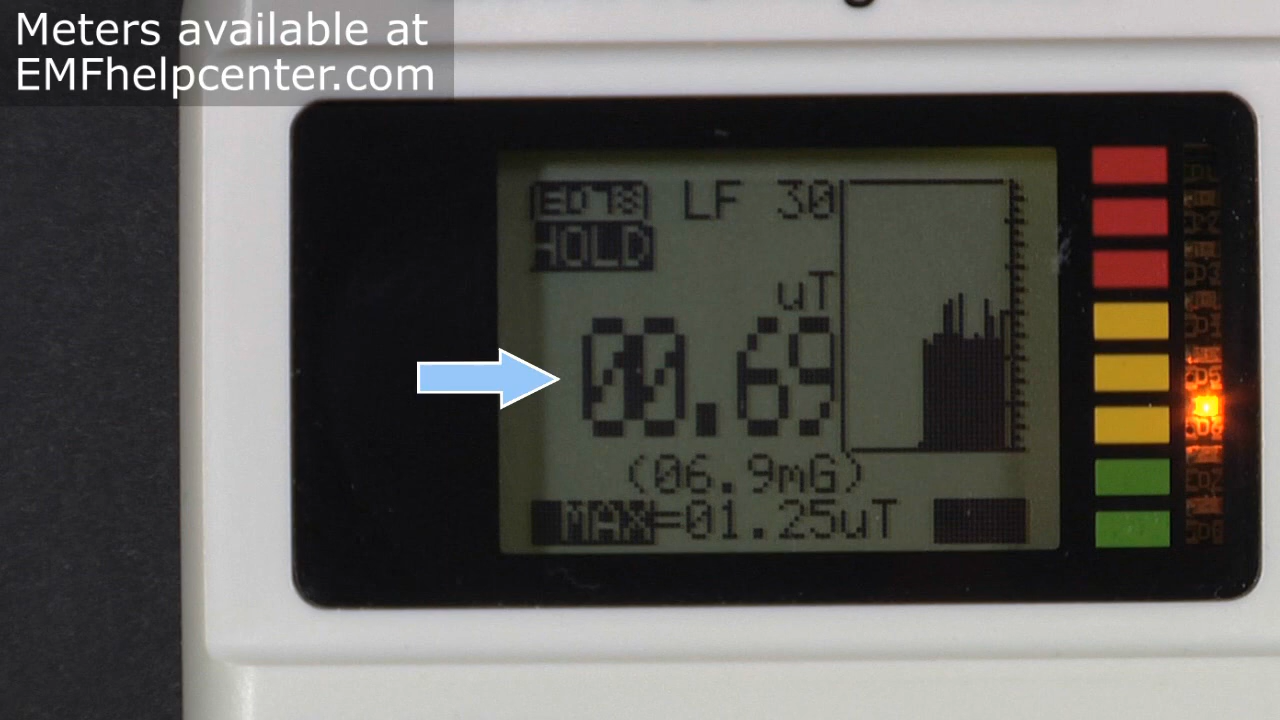 Meters available at
EMFhelpcenter.com
ED78 LF 30
HOLD
uT
00.69
(06.9mG)
MAX=01.25uT